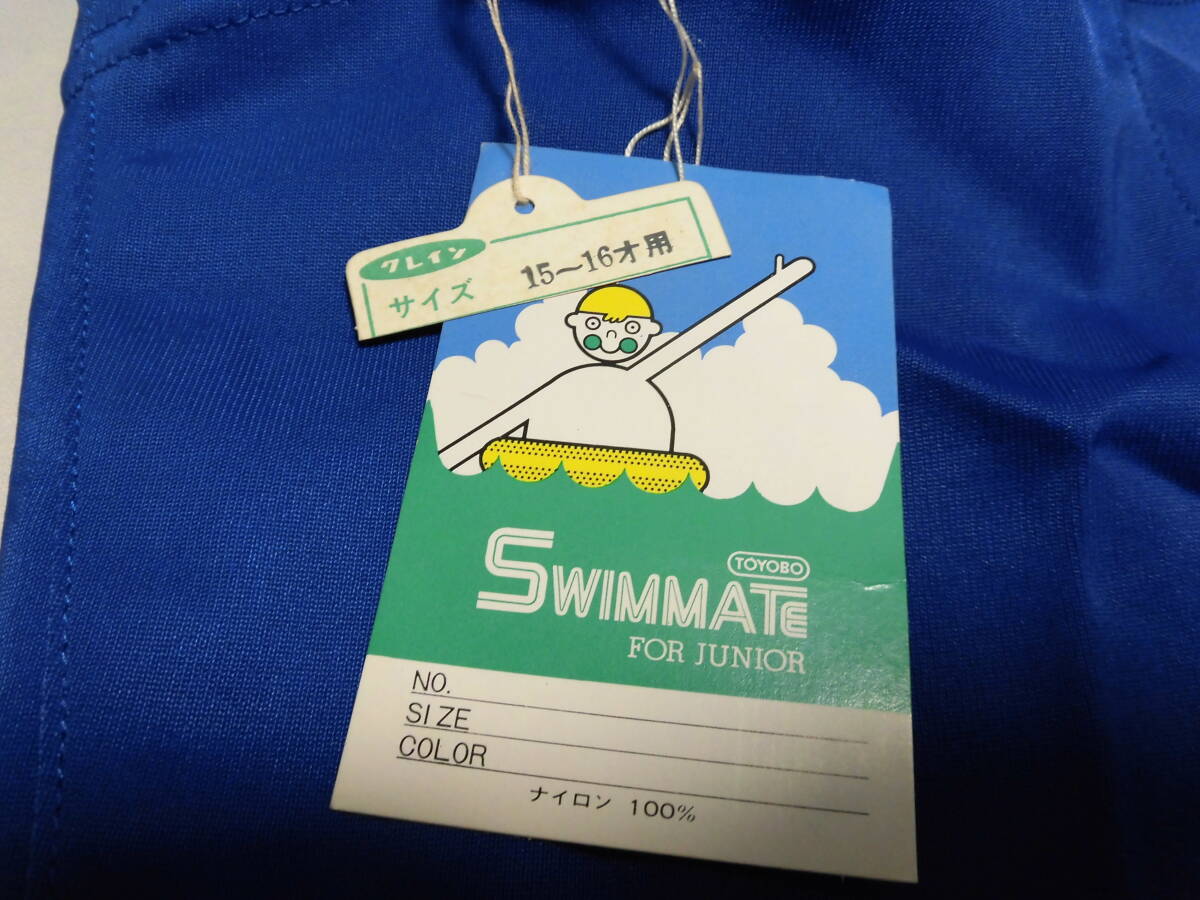 クレイン
サイズ 15〜16才用
TOYOBO
SWIMMATE
FOR JUNIOR
NO.
SIZE
COLOR
ナイロン 100%